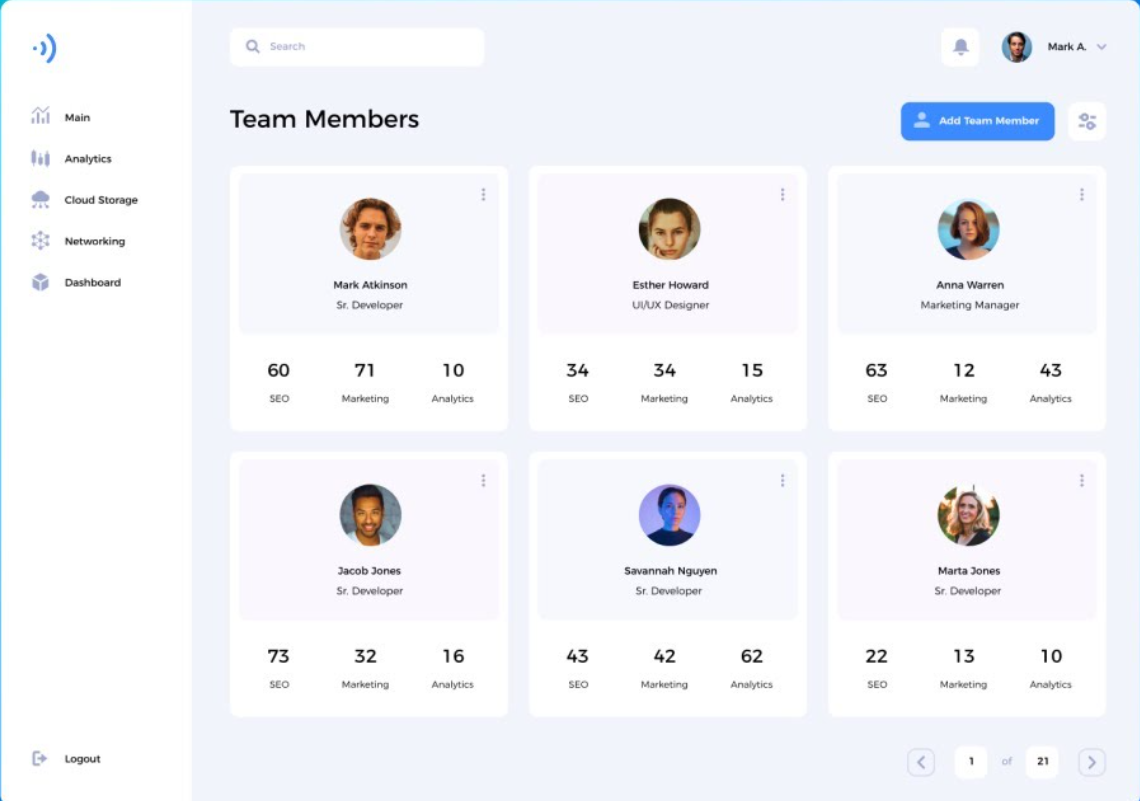 Search
Mark A.
Main
Analytics
Cloud Storage
Networking
Dashboard
Logout
Team Members
Add Team Member
Mark Atkinson
Sr. Developer
60 71 10
SEO Marketing Analytics
Esther Howard
UI/UX Designer
34 34 15
SEO Marketing Analytics
Anna Warren
Marketing Manager
63 12 43
SEO Marketing Analytics
Jacob Jones
Sr. Developer
73 32 16
SEO Marketing Analytics
Savannah Nguyen
Sr. Developer
43 42 62
SEO Marketing Analytics
Marta Jones
Sr. Developer
22 13 10
SEO Marketing Analytics
1 of 21